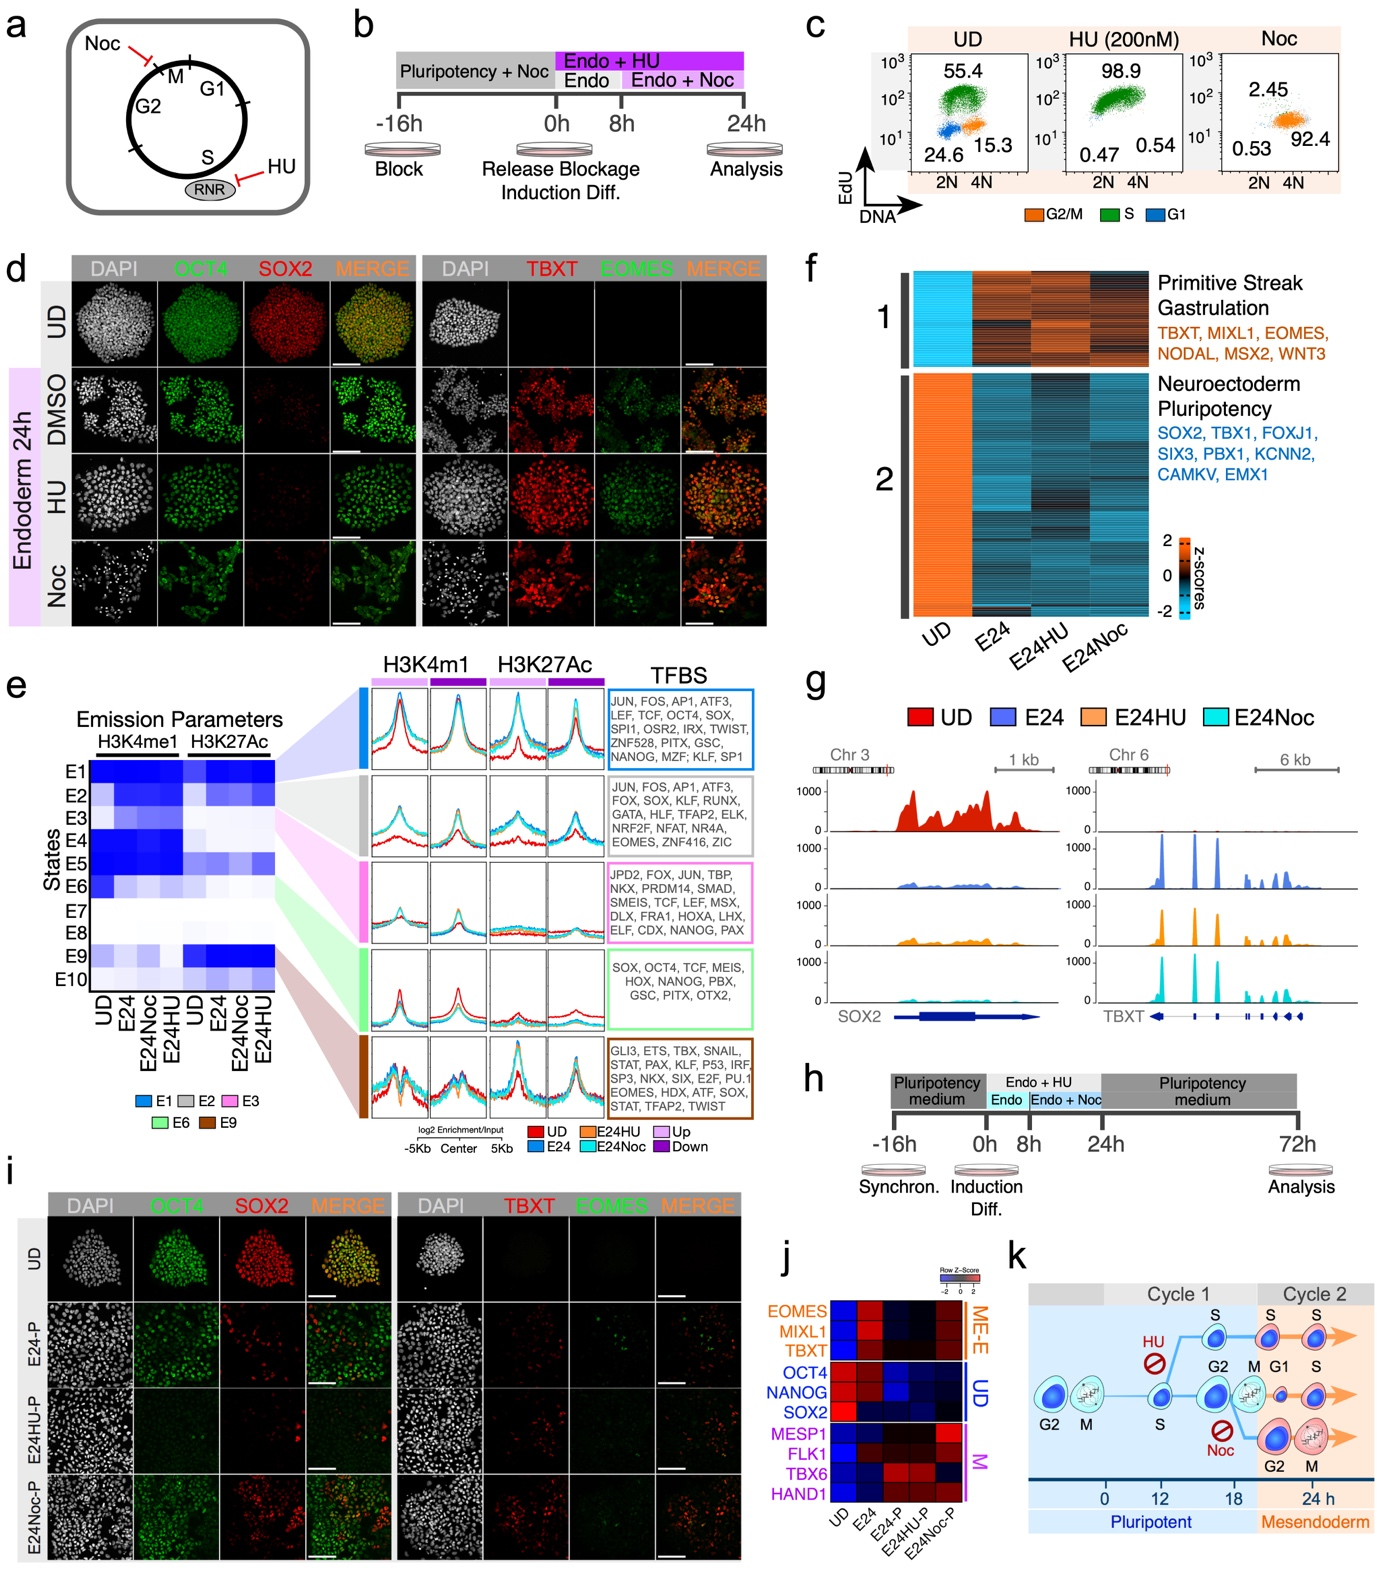 a
Noc
M
G1
G2
S
HU
RNR
b
Pluripotency + Noc
Endo + HU
Endo
Endo + Noc
-16h
0h
8h
24h
Block
Release Blockage
Induction Diff.
Analysis
c
UD
HU (200nM)
Noc
10³
10²
10¹
55.4
24.6
15.3
10³
10²
10¹
98.9
0.47
0.54
10³
10²
10¹
2.45
0.53
92.4
2N 4N
2N 4N
2N 4N
EdU
DNA
G2/M
S
G1
d
DAPI
OCT4
SOX2
MERGE
DAPI
TBXT
EOMES
MERGE
UD
Endoderm 24h
DMSO
HU
Noc
f
1
2
Primitive Streak
Gastrulation
TBXT, MIXL1, EOMES,
NODAL, MSX2, WNT3
Neuroectoderm
Pluripotency
SOX2, TBX1, FOXJ1,
SIX3, PBX1, KCNN2,
CAMKV, EMX1
2
0
-2
z-scores
UD
E24
E24HU
E24Noc
e
Emission Parameters
H3K4me1
H3K27Ac
States
E1
E2
E3
E4
E5
E6
E7
E8
E9
E10
UD
E24
E24Noc
E24HU
UD
E24
E24Noc
E24HU
E1
E2
E3
E6
E9
H3K4m1
H3K27Ac
TFBS
JUN, FOS, AP1, ATF3,
LEF, TCF, OCT4, SOX,
SPI1, OSR2, IRX, TWIST,
ZNF528, PITX, GSC,
NANOG, MZF; KLF, SP1
JUN, FOS, AP1, ATF3,
FOX, SOX, KLF, RUNX,
GATA, HLF, TFAP2, ELK,
NRF2F, NFAT, NR4A,
EOMES, ZNF416, ZIC
JPD2, FOX, JUN, TBP,
NKX, PRDM14, SMAD,
SMEIS, TCF, LEF, MSX,
DLX, FRA1, HOXA, LHX,
ELF, CDX, NANOG, PAX
SOX, OCT4, TCF, MEIS,
HOX, NANOG, PBX,
GSC, PITX, OTX2,
GLI3, ETS, TBX, SNAIL,
STAT, PAX, KLF, P53, IRF,
SP3, NKX, SIX, E2F, PU.1
EOMES, HDX, ATF, SOX,
STAT, TFAP2, TWIST
log2 Enrichment/Input
-5Kb
Center
5Kb
UD
E24HU
Up
E24
E24Noc
Down
g
UD
E24
E24HU
E24Noc
Chr 3
1 kb
Chr 6
6 kb
1000
0
1000
0
1000
0
1000
0
SOX2
1000
0
1000
0
1000
0
1000
0
TBXT
h
Pluripotency
medium
Endo + HU
Endo
Endo + Noc
Pluripotency
medium
-16h
0h
8h
24h
72h
Synchron.
Induction
Diff.
Analysis
i
DAPI
OCT4
SOX2
MERGE
DAPI
TBXT
EOMES
MERGE
UD
E24-P
E24HU-P
E24Noc-P
j
Row Z-Score
-2 0 2
EOMES
MIXL1
TBXT
ME-E
OCT4
NANOG
SOX2
UD
MESP1
FLK1
TBX6
HAND1
M
UD
E24
E24-P
E24HU-P
E24Noc-P
k
Cycle 1
Cycle 2
S
S
S
HU
G2
M
G1
S
G2
M
S
Noc
G2
M
0
12
18
24 h
Pluripotent
Mesendoderm